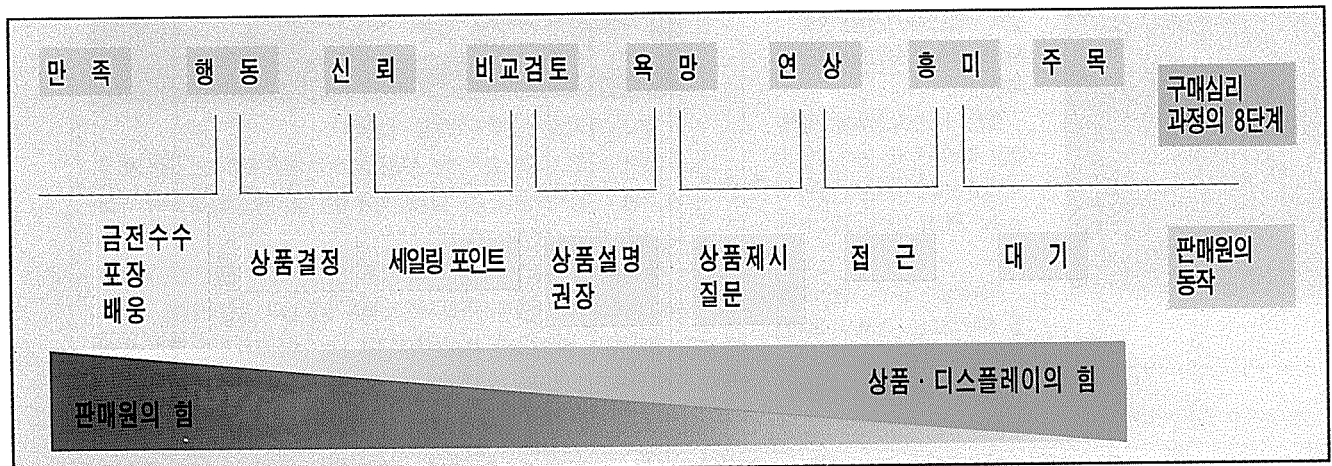 만 족 행 동 신 뢰 비교검토 욕 망 연 상 흥 미 주 목
구매심리
과정의 8단계
금전수수
포장
배웅
상품결정
세일링 포인트
상품설명
권장
상품제시
질문
접 근
대 기
판매원의
동작
상품 · 디스플레이의 힘
판매원의 힘